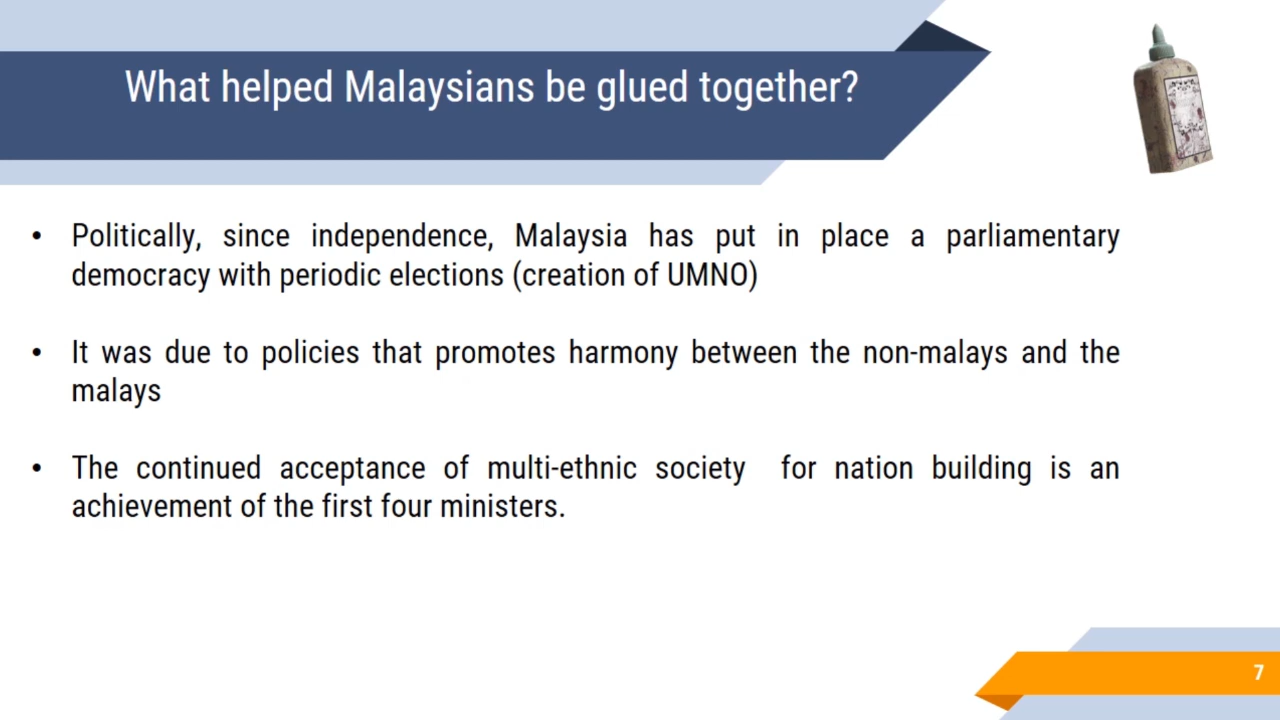 What helped Malaysians be glued together?
• Politically, since independence, Malaysia has put in place a parliamentary
democracy with periodic elections (creation of UMNO)
• It was due to policies that promotes harmony between the non-malays and the
malays
• The continued acceptance of multi-ethnic society for nation building is an
achievement of the first four ministers.
7